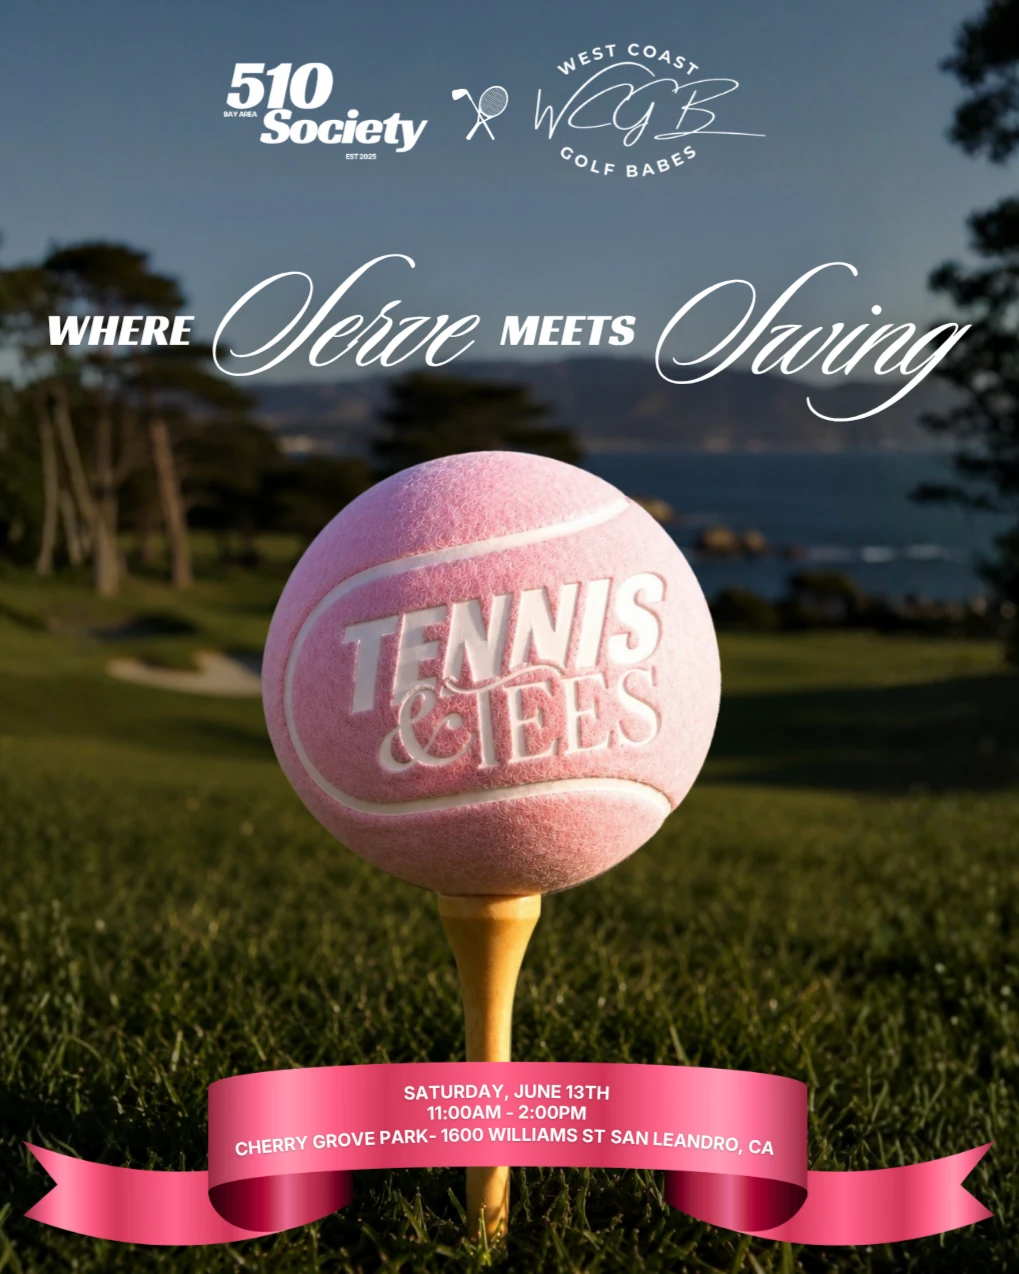 510
BAY AREA
Society
EST 2025
WEST COAST
WCGB
GOLF BABES
WHERE Serve MEETS Swing
TENNIS
& TEES
SATURDAY, JUNE 13TH
11:00AM - 2:00PM
CHERRY GROVE PARK- 1600 WILLIAMS ST SAN LEANDRO, CA